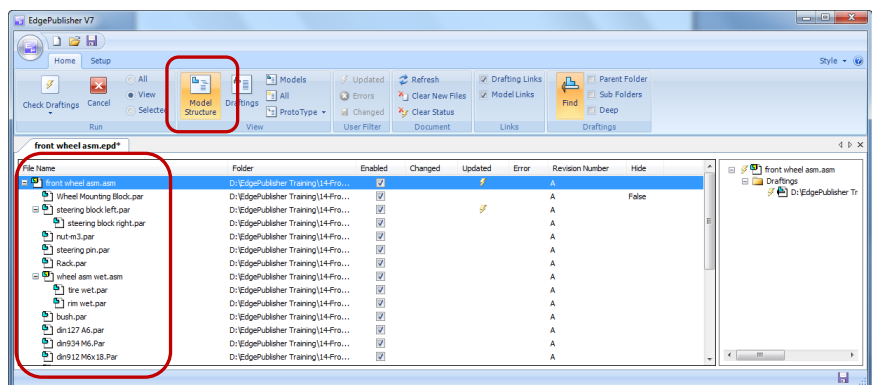 EdgePublisher V7
Home Setup Style
Check Draftings Cancel All View Selected
Run
Model Structure Draftings Models All ProtoType
View
Updated Errors Changed
User Filter
Refresh Clear New Files Clear Status
Document
Drafting Links Model Links
Links
Find Parent Folder Sub Folders Deep
Draftings
front wheel asm.epd*
File Name Folder Enabled Changed Updated Error Revision Number Hide
front wheel asm.asm D:\EdgePublisher Training\14-Fro... A
Wheel Mounting Block.par D:\EdgePublisher Training\14-Fro... A False
steering block left.par D:\EdgePublisher Training\14-Fro... A
steering block right.par D:\EdgePublisher Training\14-Fro... A
nut-m3.par D:\EdgePublisher Training\14-Fro... A
steering pin.par D:\EdgePublisher Training\14-Fro... A
Rack.par D:\EdgePublisher Training\14-Fro... A
wheel asm wet.asm D:\EdgePublisher Training\14-Fro... A
tire wet.par D:\EdgePublisher Training\14-Fro... A
rim wet.par D:\EdgePublisher Training\14-Fro... A
bush.par D:\EdgePublisher Training\14-Fro... A
din127 A6.par D:\EdgePublisher Training\14-Fro... A
din934 M6.Par D:\EdgePublisher Training\14-Fro... A
din912 M6x18.Par D:\EdgePublisher Training\14-Fro... A
front wheel asm.asm
Draftings
D:\EdgePublisher Tr